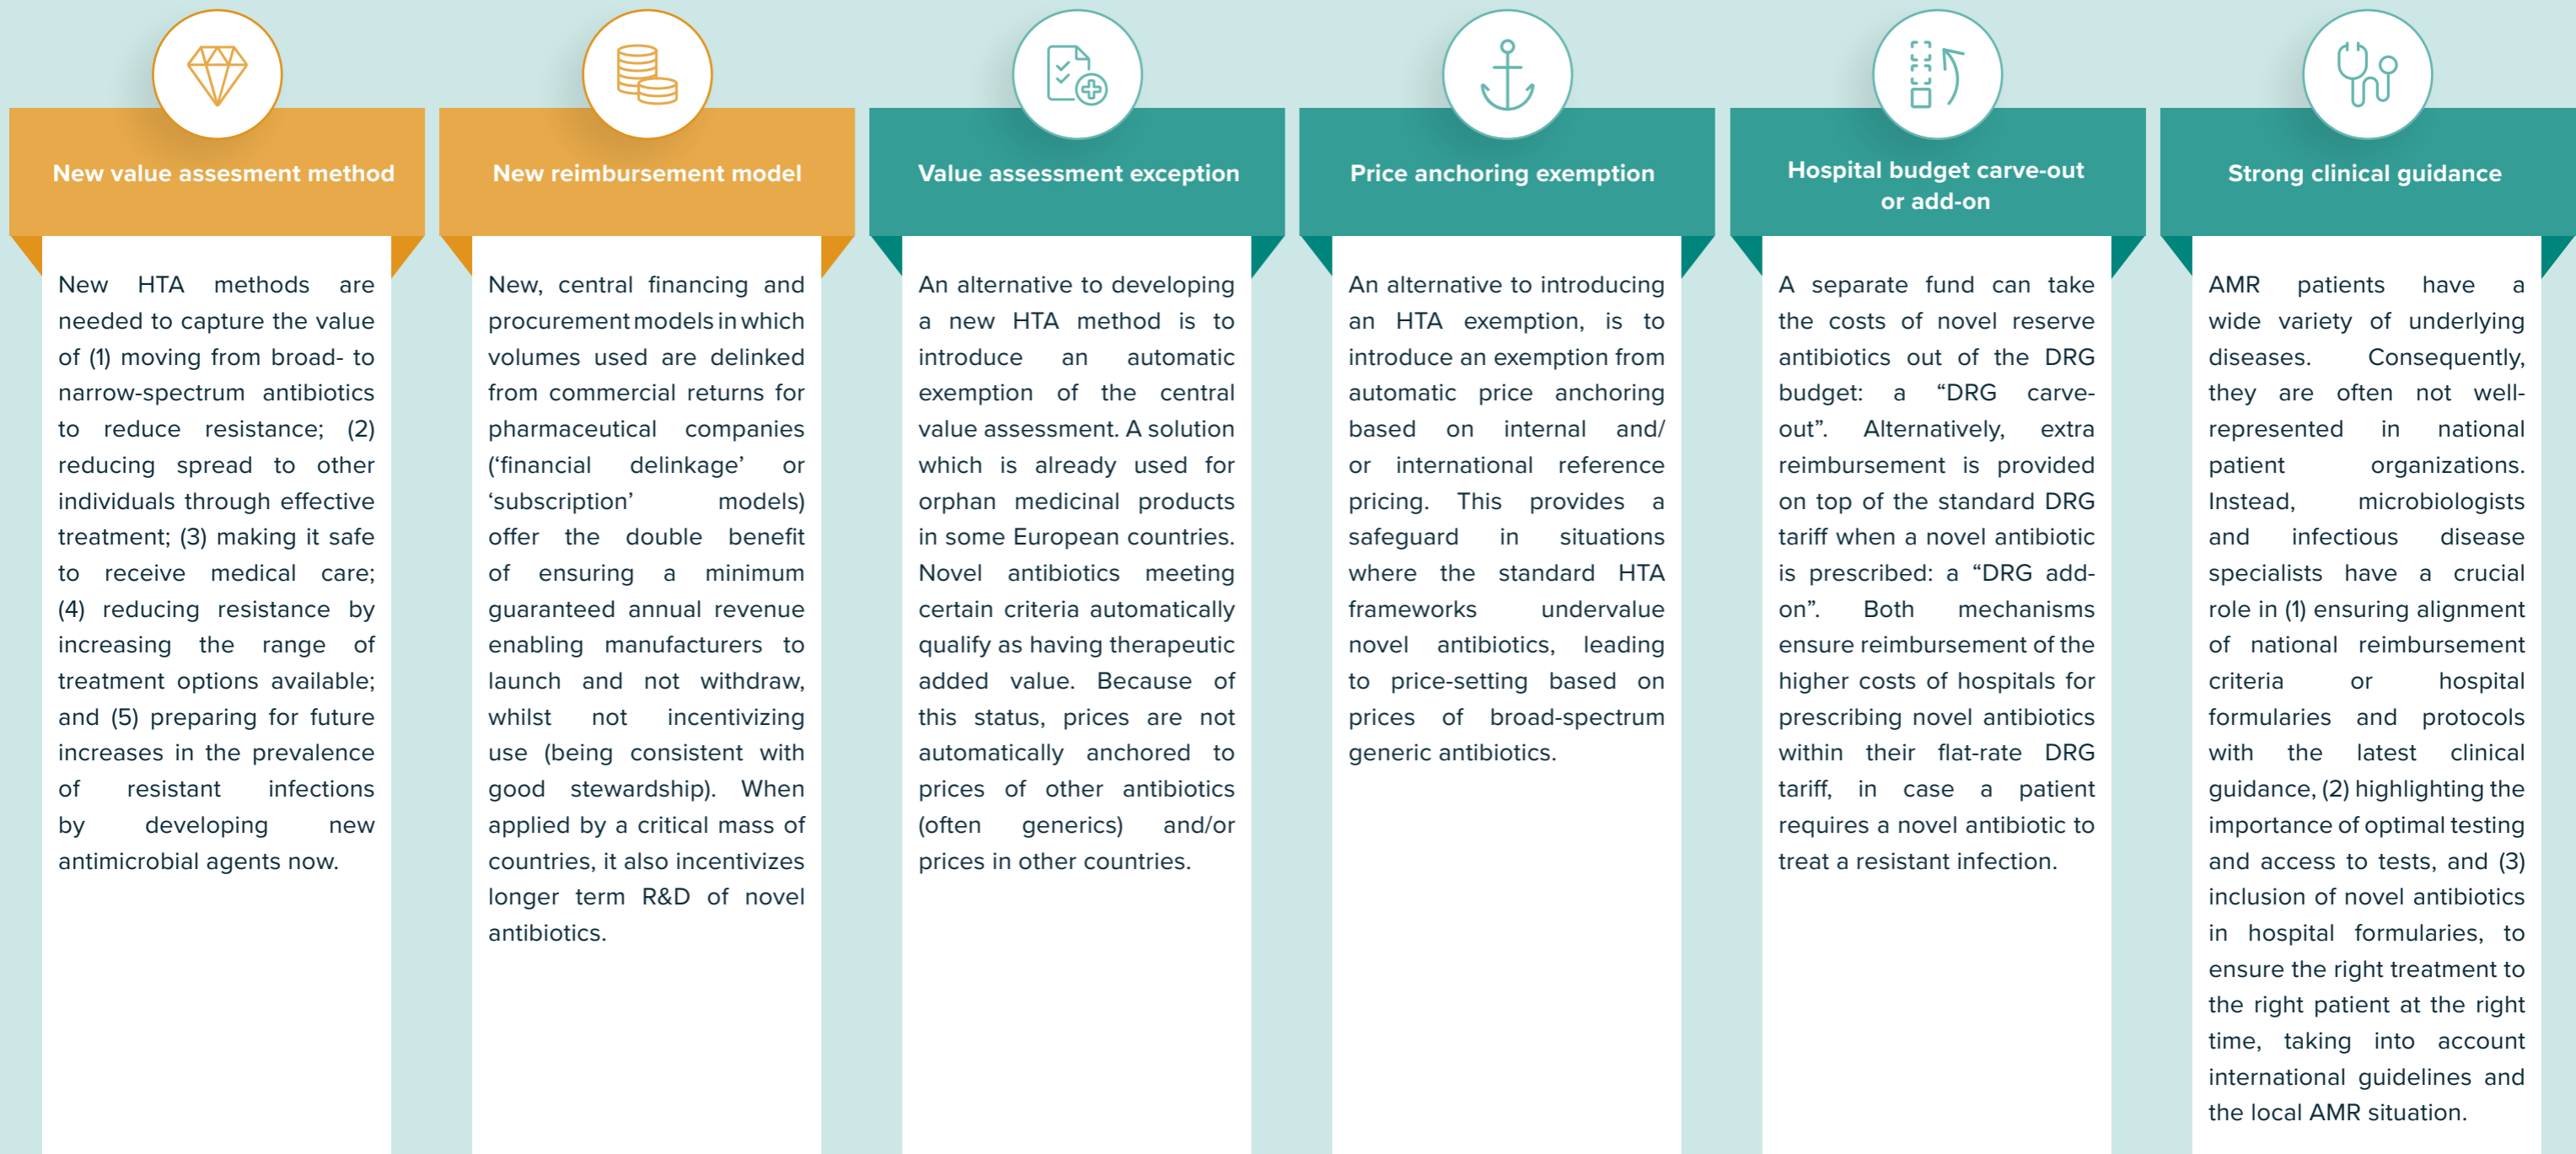 New value assesment method
New HTA methods are
needed to capture the value
of (1) moving from broad- to
narrow-spectrum antibiotics
to reduce resistance; (2)
reducing spread to other
individuals through effective
treatment; (3) making it safe
to receive medical care;
(4) reducing resistance by
increasing the range of
treatment options available;
and (5) preparing for future
increases in the prevalence
of resistant infections
by developing new
antimicrobial agents now.
New reimbursement model
New, central financing and
procurement models in which
volumes used are delinked
from commercial returns for
pharmaceutical companies
(‘financial delinkage’ or
‘subscription’ models)
offer the double benefit
of ensuring a minimum
guaranteed annual revenue
enabling manufacturers to
launch and not withdraw,
whilst not incentivizing
use (being consistent with
good stewardship). When
applied by a critical mass of
countries, it also incentivizes
longer term R&D of novel
antibiotics.
Value assessment exception
An alternative to developing
a new HTA method is to
introduce an automatic
exemption of the central
value assessment. A solution
which is already used for
orphan medicinal products
in some European countries.
Novel antibiotics meeting
certain criteria automatically
qualify as having therapeutic
added value. Because of
this status, prices are not
automatically anchored to
prices of other antibiotics
(often generics) and/or
prices in other countries.
Price anchoring exemption
An alternative to introducing
an HTA exemption, is to
introduce an exemption from
automatic price anchoring
based on internal and/
or international reference
pricing. This provides a
safeguard in situations
where the standard HTA
frameworks undervalue
novel antibiotics, leading
to price-setting based on
prices of broad-spectrum
generic antibiotics.
Hospital budget carve-out
or add-on
A separate fund can take
the costs of novel reserve
antibiotics out of the DRG
budget: a “DRG carve-
out”. Alternatively, extra
reimbursement is provided
on top of the standard DRG
tariff when a novel antibiotic
is prescribed: a “DRG add-
on”. Both mechanisms
ensure reimbursement of the
higher costs of hospitals for
prescribing novel antibiotics
within their flat-rate DRG
tariff, in case a patient
requires a novel antibiotic to
treat a resistant infection.
Strong clinical guidance
AMR patients have a
wide variety of underlying
diseases. Consequently,
they are often not well-
represented in national
patient organizations.
Instead, microbiologists
and infectious disease
specialists have a crucial
role in (1) ensuring alignment
of national reimbursement
criteria or hospital
formularies and protocols
with the latest clinical
guidance, (2) highlighting the
importance of optimal testing
and access to tests, and (3)
inclusion of novel antibiotics
in hospital formularies, to
ensure the right treatment to
the right patient at the right
time, taking into account
international guidelines and
the local AMR situation.